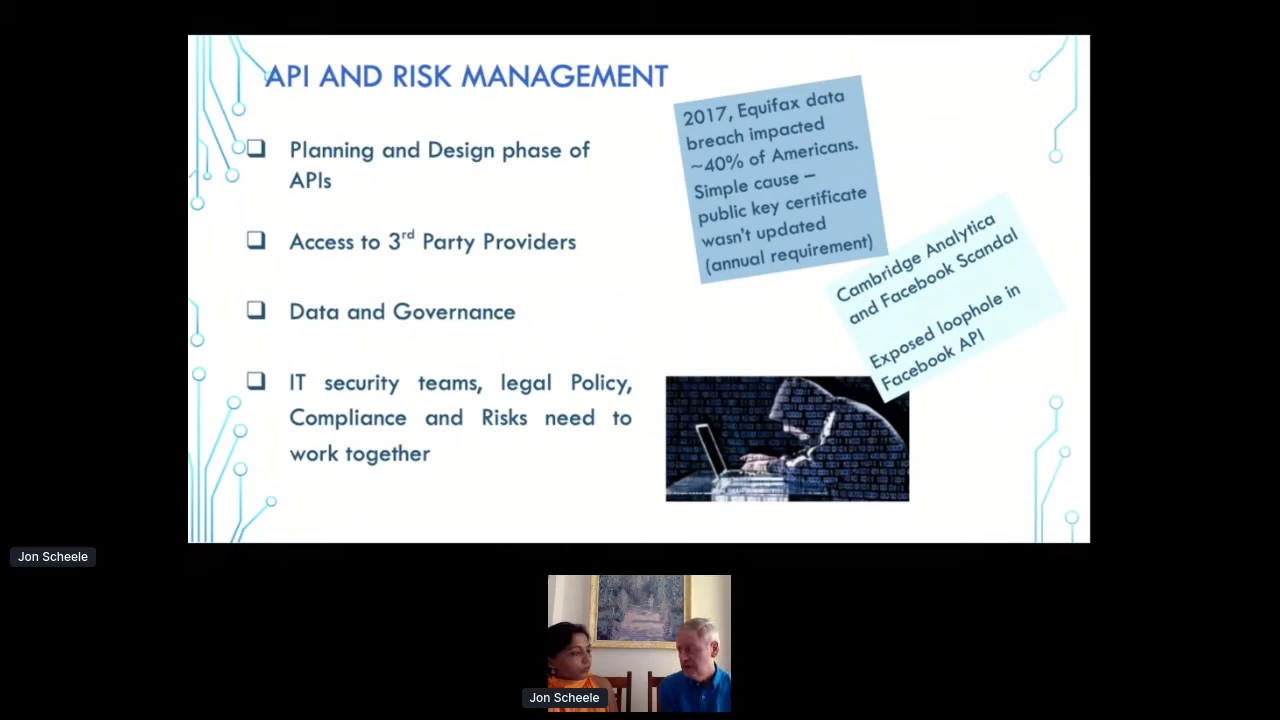 API AND RISK MANAGEMENT
Planning and Design phase of
APIs
Access to 3rd Party Providers
Data and Governance
IT security teams, legal Policy,
Compliance and Risks need to
work together
2017, Equifax data
breach impacted
~40% of Americans.
Simple cause –
public key certificate
wasn't updated
(annual requirement)
Cambridge Analytica
and Facebook Scandal
Exposed loophole in
Facebook API
Jon Scheele
Jon Scheele